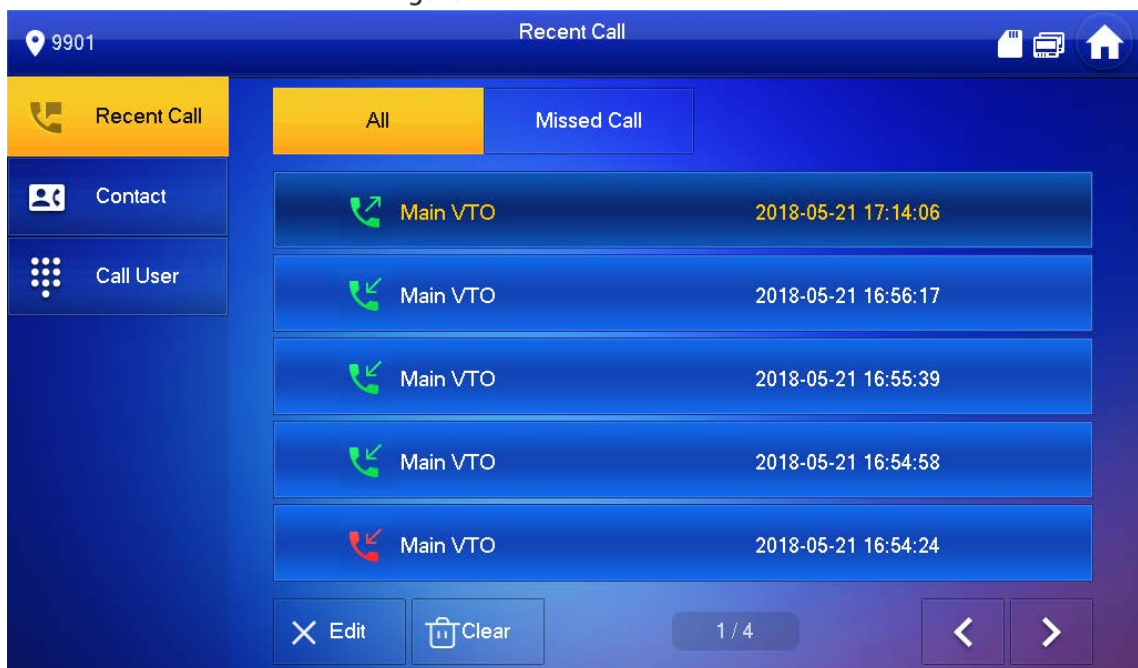 9901
Recent Call
Recent Call
Contact
Call User
All
Missed Call
Main VTO 2018-05-21 17:14:06
Main VTO 2018-05-21 16:56:17
Main VTO 2018-05-21 16:55:39
Main VTO 2018-05-21 16:54:58
Main VTO 2018-05-21 16:54:24
Edit
Clear
1 / 4